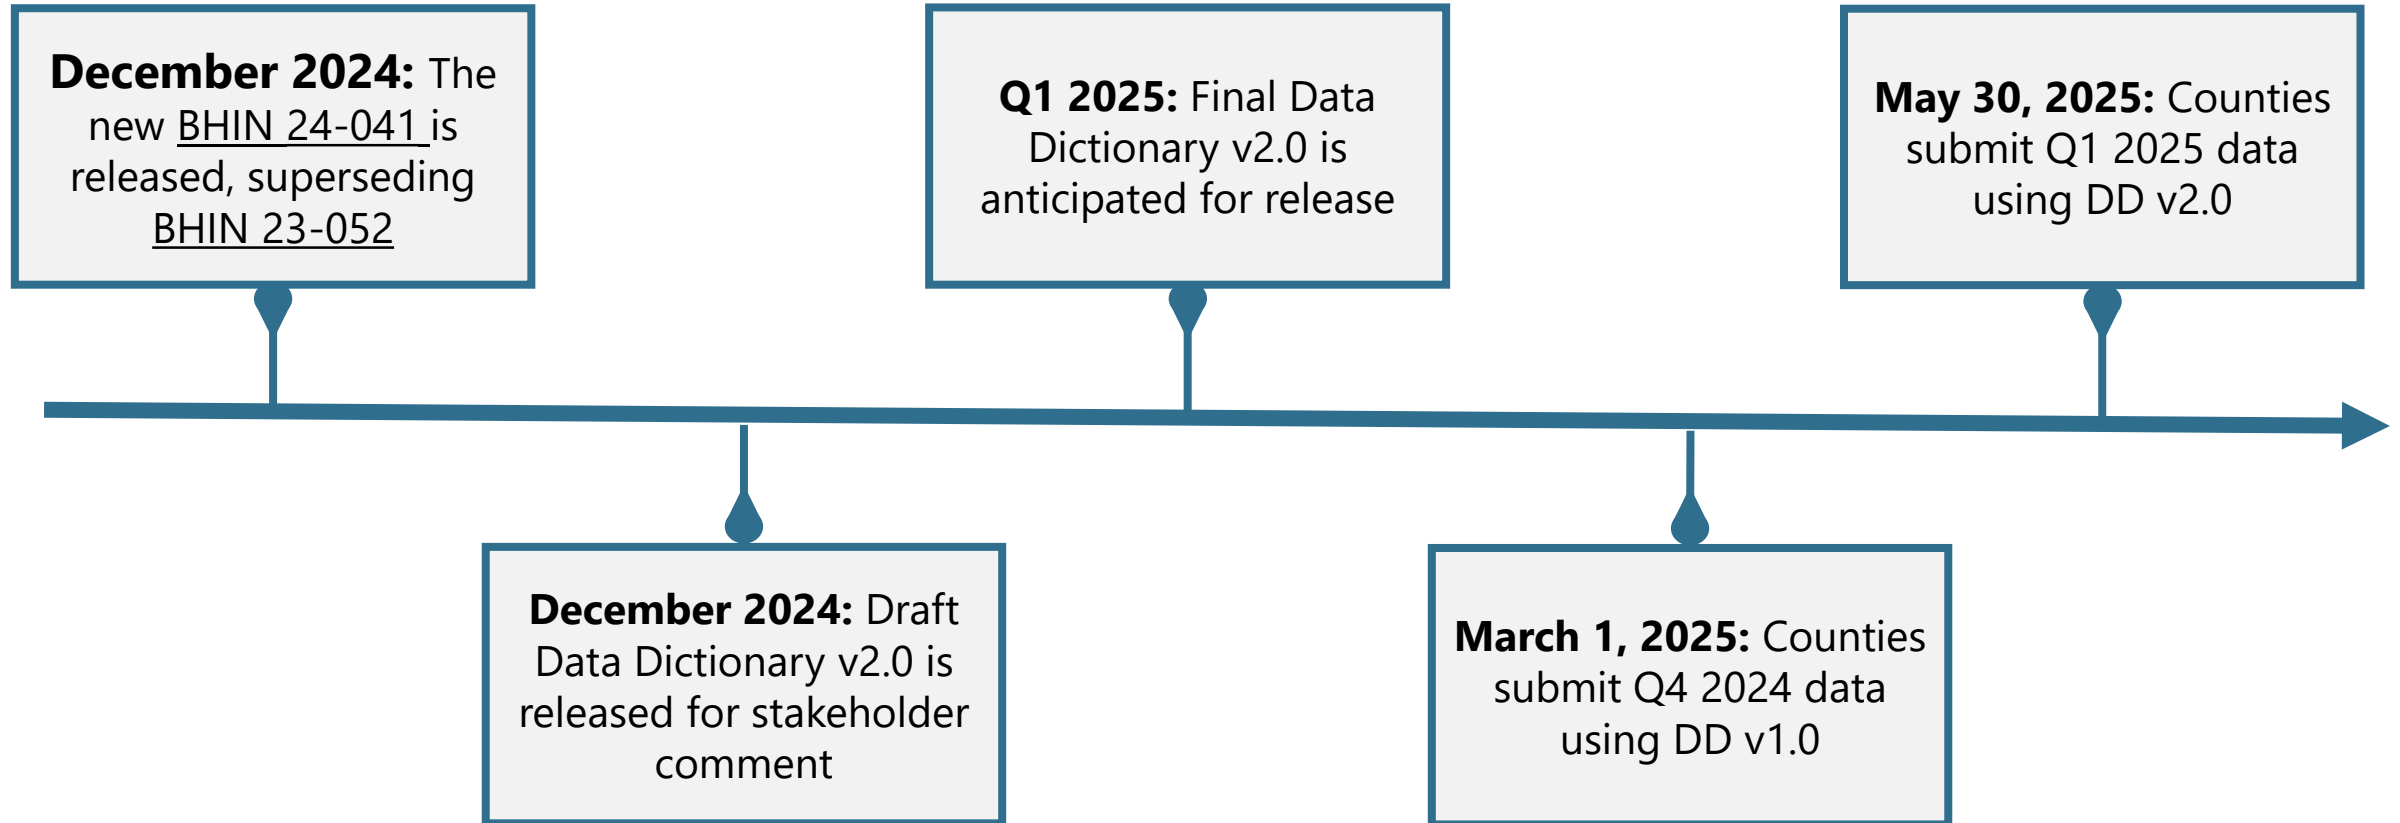 December 2024: The
new BHIN 24-041 is
released, superseding
BHIN 23-052
December 2024: Draft
Data Dictionary v2.0 is
released for stakeholder
comment
Q1 2025: Final Data
Dictionary v2.0 is
anticipated for release
March 1, 2025: Counties
submit Q4 2024 data
using DD v1.0
May 30, 2025: Counties
submit Q1 2025 data
using DD v2.0